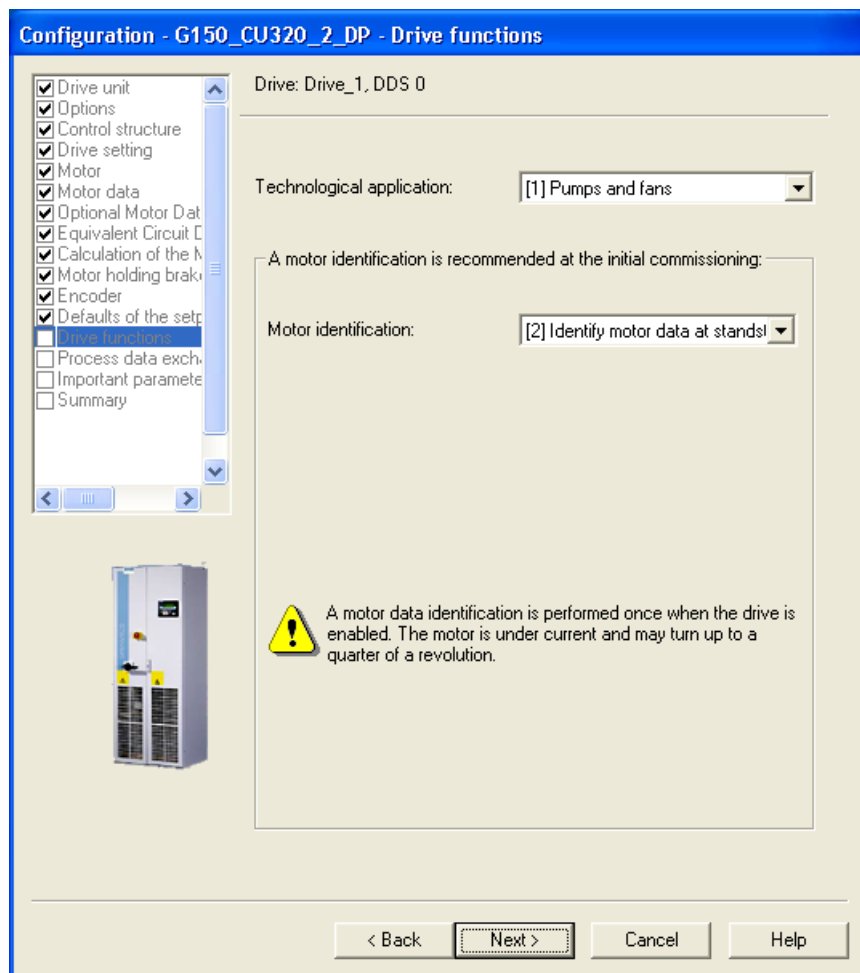 Configuration - G150_CU320_2_DP - Drive functions
Drive unit
Options
Control structure
Drive setting
Motor
Motor data
Optional Motor Dat
Equivalent Circuit D
Calculation of the M
Motor holding brak
Encoder
Defaults of the setp
Drive functions
Process data exch
Important paramete
Summary
Drive: Drive_1, DDS 0
Technological application:
[1] Pumps and fans
A motor identification is recommended at the initial commissioning:
Motor identification:
[2] Identify motor data at standst
A motor data identification is performed once when the drive is
enabled. The motor is under current and may turn up to a
quarter of a revolution.
< Back
Next >
Cancel
Help